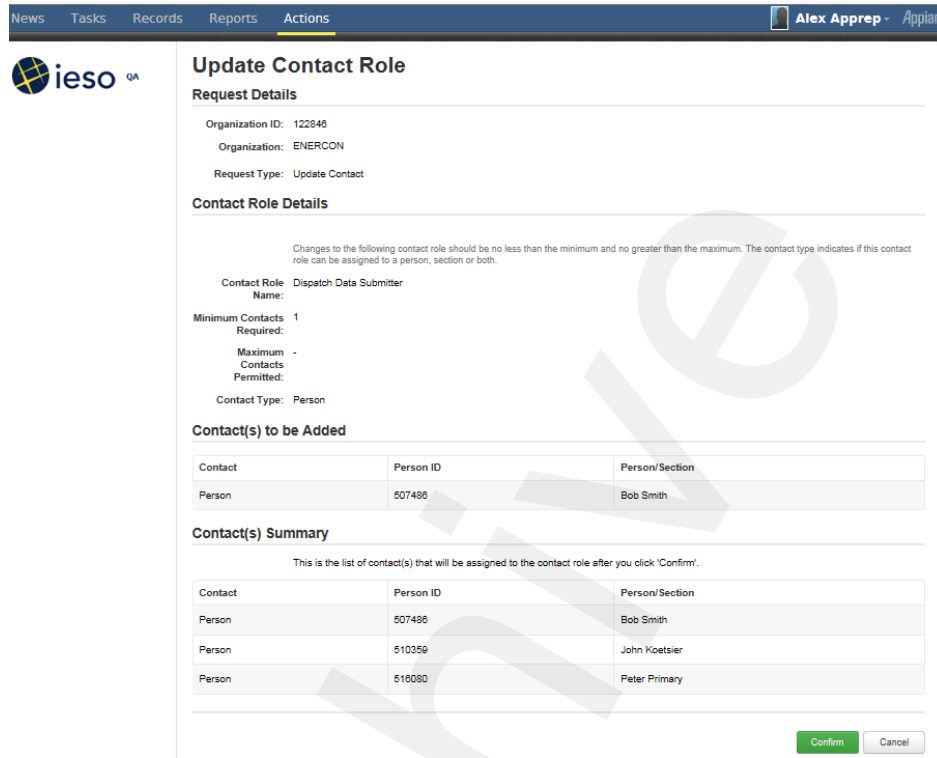 News Tasks Records Reports Actions Alex Apprep
ieso QA
Update Contact Role
Request Details
Organization ID: 122846
Organization: ENERCON
Request Type: Update Contact
Contact Role Details
Changes to the following contact role should be no less than the minimum and no greater than the maximum. The contact type indicates if this contact
role can be assigned to a person, section or both.
Contact Role Dispatch Data Submitter
Name:
Minimum Contacts 1
Required:
Maximum -
Contacts
Permitted:
Contact Type: Person
Contact(s) to be Added
Contact Person ID Person/Section
Person 507486 Bob Smith
Contact(s) Summary
This is the list of contact(s) that will be assigned to the contact role after you click 'Confirm'.
Contact Person ID Person/Section
Person 507486 Bob Smith
Person 510359 John Koetsier
Person 516080 Peter Primary
Confirm Cancel